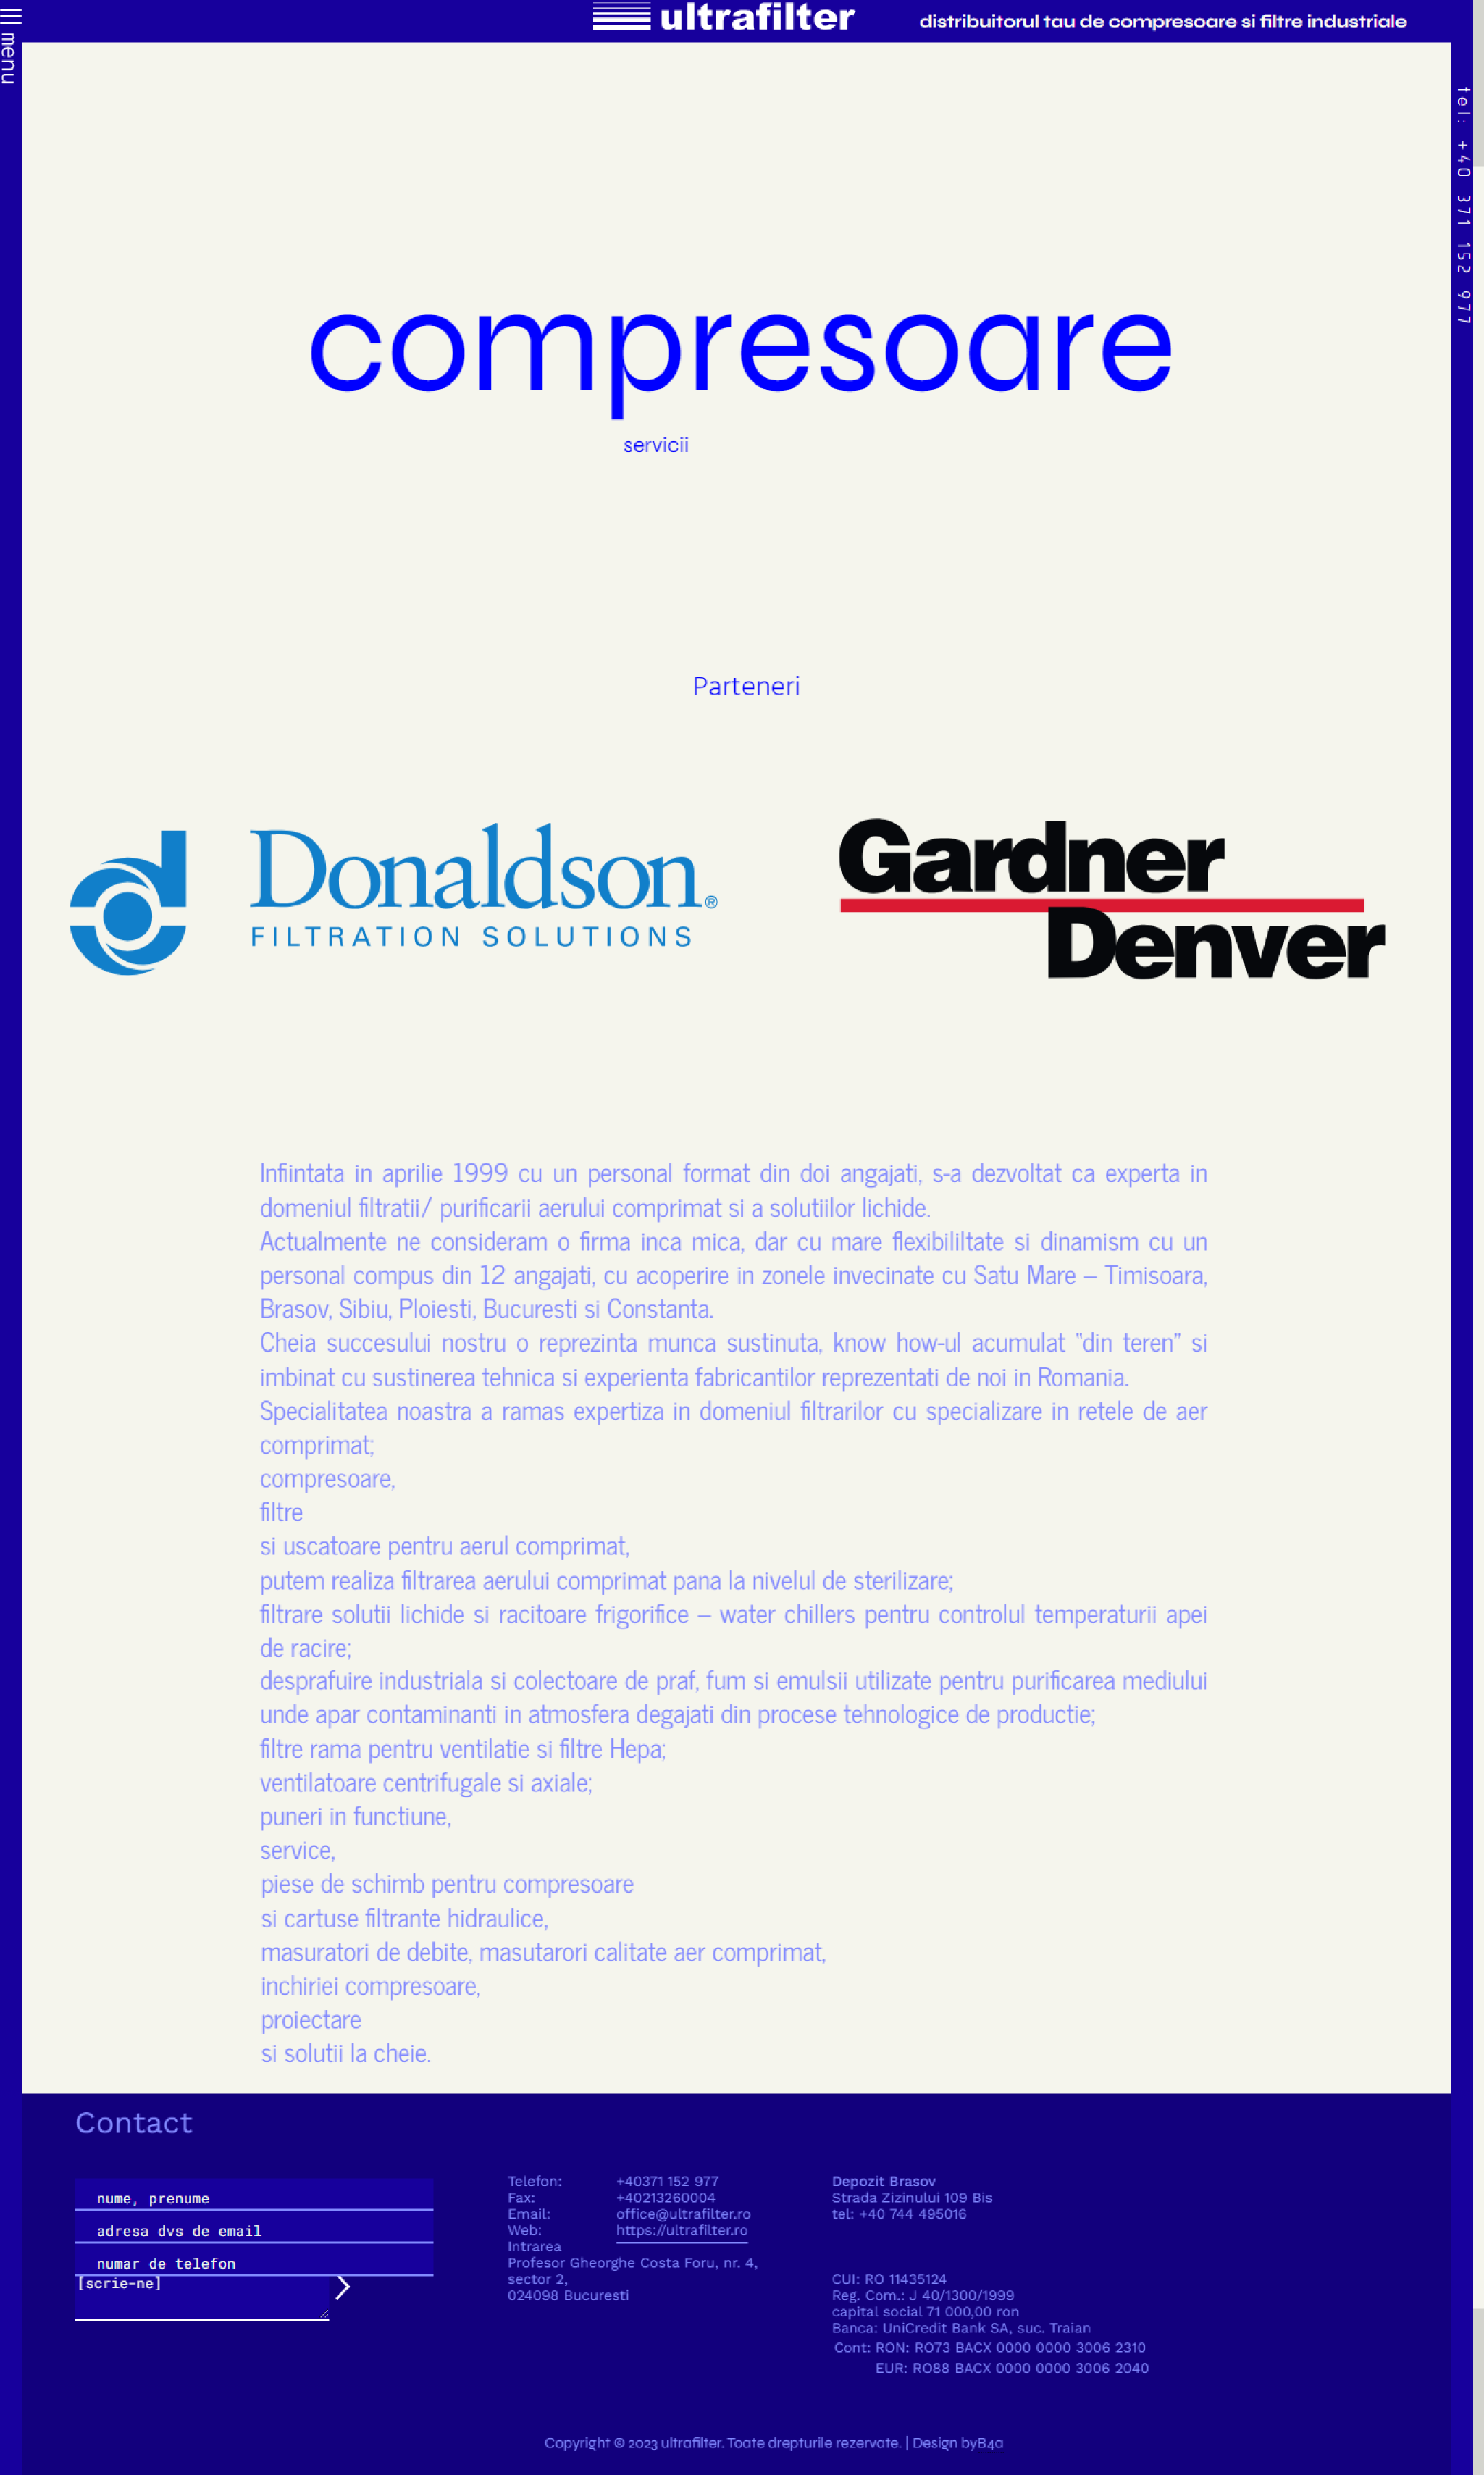 menu
ultrafilter
distribuitorul tau de compresoare si filtre industriale
tel: +40 371 152 977
compresoare
servicii
Parteneri
Donaldson®
FILTRATION SOLUTIONS
Gardner
Denver
Infiintata in aprilie 1999 cu un personal format din doi angajati, s-a dezvoltat ca experta in
domeniul filtratii/ purificarii aerului comprimat si a solutiilor lichide.
Actualmente ne consideram o firma inca mica, dar cu mare flexibililtate si dinamism cu un
personal compus din 12 angajati, cu acoperire in zonele invecinate cu Satu Mare – Timisoara,
Brasov, Sibiu, Ploiesti, Bucuresti si Constanta.
Cheia succesului nostru o reprezinta munca sustinuta, know how-ul acumulat “din teren” si
imbinat cu sustinerea tehnica si experienta fabricantilor reprezentati de noi in Romania.
Specialitatea noastra a ramas expertiza in domeniul filtrarilor cu specializare in retele de aer
comprimat;
compresoare,
filtre
si uscatoare pentru aerul comprimat,
putem realiza filtrarea aerului comprimat pana la nivelul de sterilizare;
filtrare solutii lichide si racitoare frigorifice – water chillers pentru controlul temperaturii apei
de racire;
desprafuire industriala si colectoare de praf, fum si emulsii utilizate pentru purificarea mediului
unde apar contaminanti in atmosfera degajati din procese tehnologice de productie;
filtre rama pentru ventilatie si filtre Hepa;
ventilatoare centrifugale si axiale;
puneri in functiune,
service,
piese de schimb pentru compresoare
si cartuse filtrante hidraulice,
masuratori de debite, masutarori calitate aer comprimat,
inchiriei compresoare,
proiectare
si solutii la cheie.
Contact
nume, prenume
adresa dvs de email
numar de telefon
[scrie-ne]
Telefon: +40371 152 977
Fax: +40213260004
Email: office@ultrafilter.ro
Web: https://ultrafilter.ro
Intrarea
Profesor Gheorghe Costa Foru, nr. 4,
sector 2,
024098 Bucuresti
Depozit Brasov
Strada Zizinului 109 Bis
tel: +40 744 495016
CUI: RO 11435124
Reg. Com.: J 40/1300/1999
capital social 71 000,00 ron
Banca: UniCredit Bank SA, suc. Traian
Cont: RON: RO73 BACX 0000 0000 3006 2310
EUR: RO88 BACX 0000 0000 3006 2040
Copyright © 2023 ultrafilter. Toate drepturile rezervate. | Design byB4a